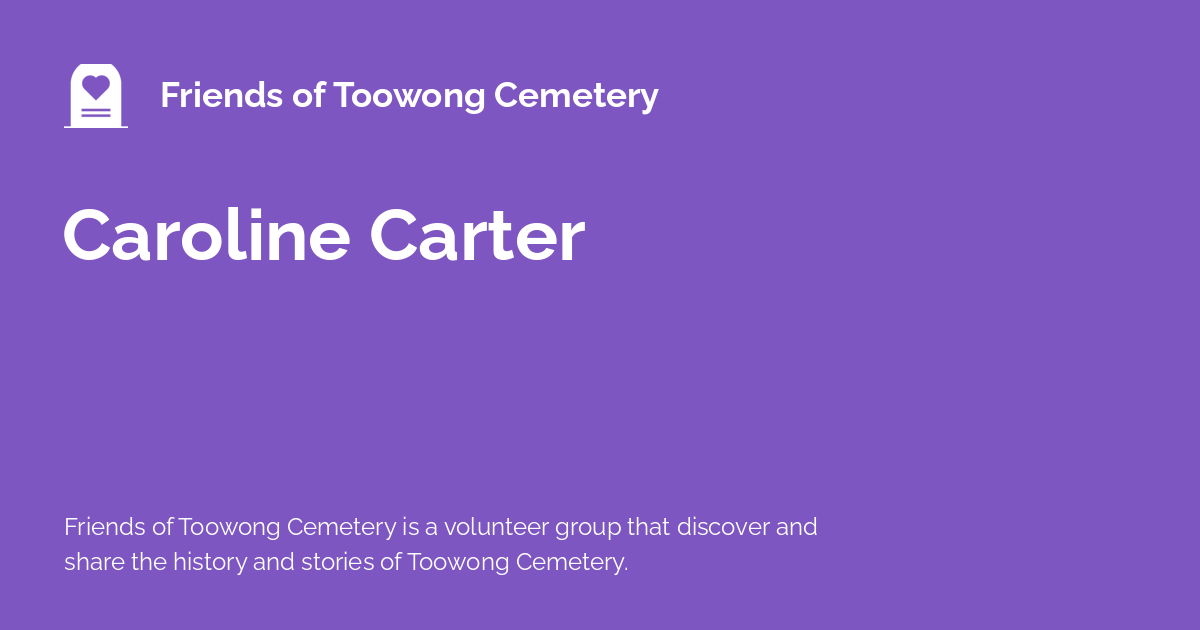 Friends of Toowong Cemetery
Caroline Carter
Friends of Toowong Cemetery is a volunteer group that discover and
share the history and stories of Toowong Cemetery.